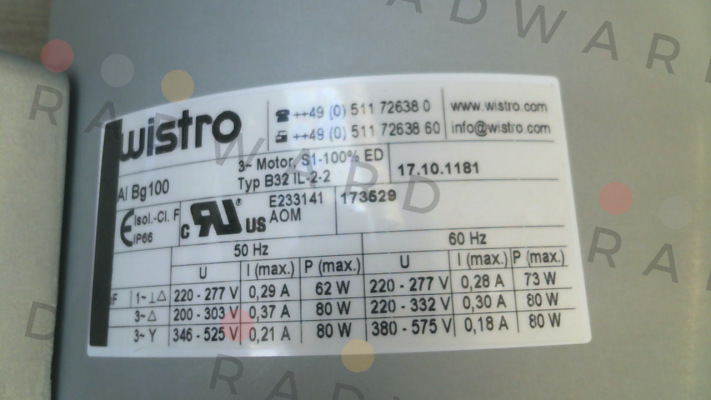 wistro
☎ ++49 (0) 511 72638 0
++49 (0) 511 72638 60
www.wistro.com
info@wistro.com
AI Bg100
3~ Motor, S1-100% ED
Typ B32 IL-2-2
17.10.1181
CE Isol.-Cl. F
IP66
c RU US
E233141
AOM
173529
50 Hz 60 Hz
U I (max.) P (max.) U I (max.) P (max.)
1~ ⊥ △ 220 - 277 V 0,29 A 62 W 220 - 277 V 0,28 A 73 W
3~ △ 200 - 303 V 0,37 A 80 W 220 - 332 V 0,30 A 80 W
3~ Y 346 - 525 V 0,21 A 80 W 380 - 575 V 0,18 A 80 W
RADWARD